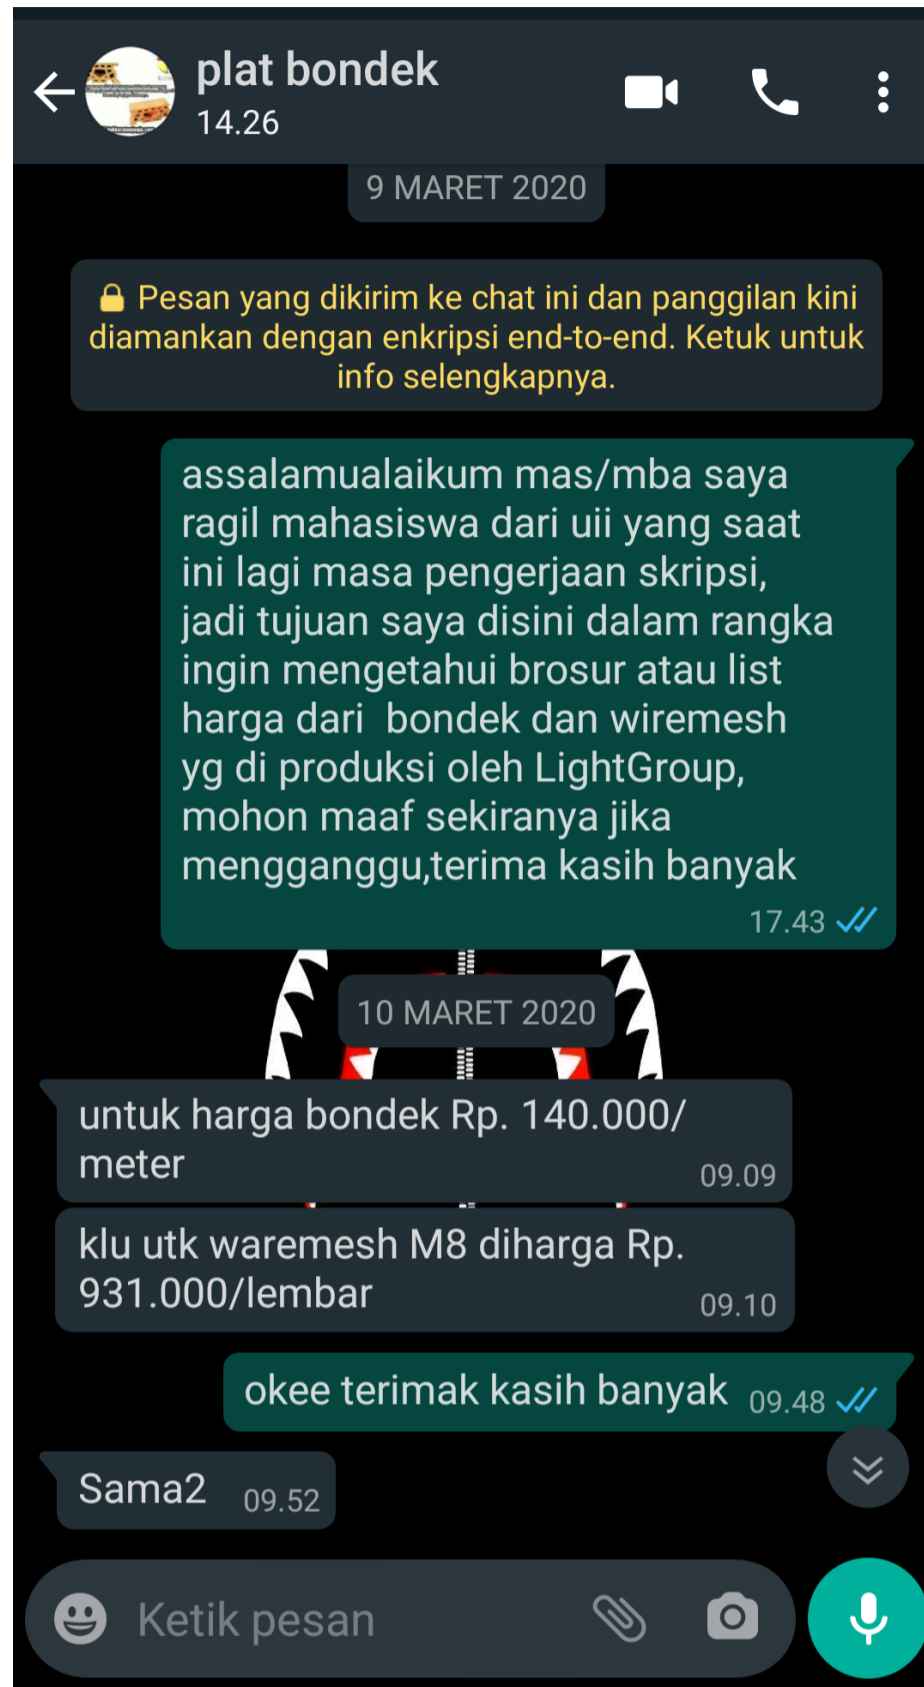 plat bondek
14.26
9 MARET 2020
Pesan yang dikirim ke chat ini dan panggilan kini
diamankan dengan enkripsi end-to-end. Ketuk untuk
info selengkapnya.
assalamualaikum mas/mba saya
ragil mahasiswa dari uii yang saat
ini lagi masa pengerjaan skripsi,
jadi tujuan saya disini dalam rangka
ingin mengetahui brosur atau list
harga dari  bondek dan wiremesh
yg di produksi oleh LightGroup,
mohon maaf sekiranya jika
mengganggu,terima kasih banyak
17.43
10 MARET 2020
untuk harga bondek Rp. 140.000/
meter
09.09
klu utk waremesh M8 diharga Rp.
931.000/lembar
09.10
okee terimak kasih banyak 09.48
Sama2 09.52
Ketik pesan